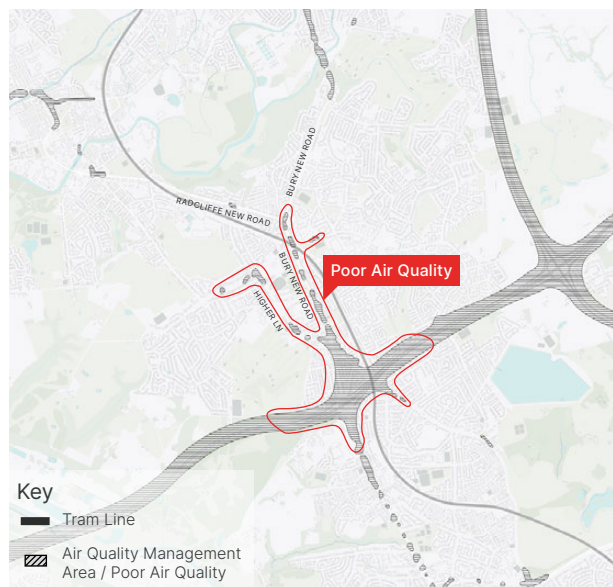 BURY NEW ROAD
RADCLIFFE NEW ROAD
Poor Air Quality
BURY NEW ROAD
HIGHER LN
Key
Tram Line
Air Quality Management
Area / Poor Air Quality